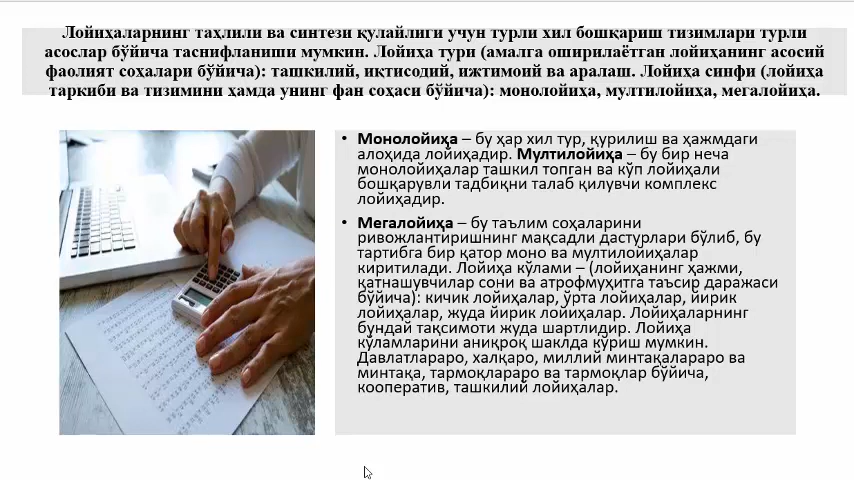 Лойиҳаларнинг таҳлили ва синтези қулайлиги учун турли хил бошқариш тизимлари турли
асослар бўйича таснифланиши мумкин. Лойиҳа тури (амалга оширилаётган лойиҳанинг асосий
фаолият соҳалари бўйича): ташкилий, иқтисодий, ижтимоий ва аралаш. Лойиҳа синфи (лойиҳа
таркиби ва тизимини ҳамда унинг фан соҳаси бўйича): монолойиҳа, мултилойиҳа, мегалойиҳа.
• Монолойиҳа – бу ҳар хил тур, қурилиш ва ҳажмдаги
алоҳида лойиҳадир. Мултилойиҳа – бу бир неча
монолойиҳалар ташкил топган ва кўп лойиҳали
бошқарувли тадбиқни талаб қилувчи комплекс
лойиҳадир.
• Мегалойиҳа – бу таълим соҳаларини
ривожлантиришнинг мақсадли дастурлари бўлиб, бу
тартибга бир қатор моно ва мултилойиҳалар
киритилади. Лойиҳа кўлами – (лойиҳанинг ҳажми,
қатнашувчилар сони ва атрофмуҳитга таъсир даражаси
бўйича): кичик лойиҳалар, ўрта лойиҳалар, йирик
лойиҳалар, жуда йирик лойиҳалар. Лойиҳаларнинг
бундай тақсимоти жуда шартлидир. Лойиҳа
кўламларини аниқроқ шаклда кўриш мумкин.
Давлатлараро, халқаро, миллий минтақалараро ва
минтақа, тармоқлараро ва тармоқлар бўйича,
кооператив, ташкилий лойиҳалар.